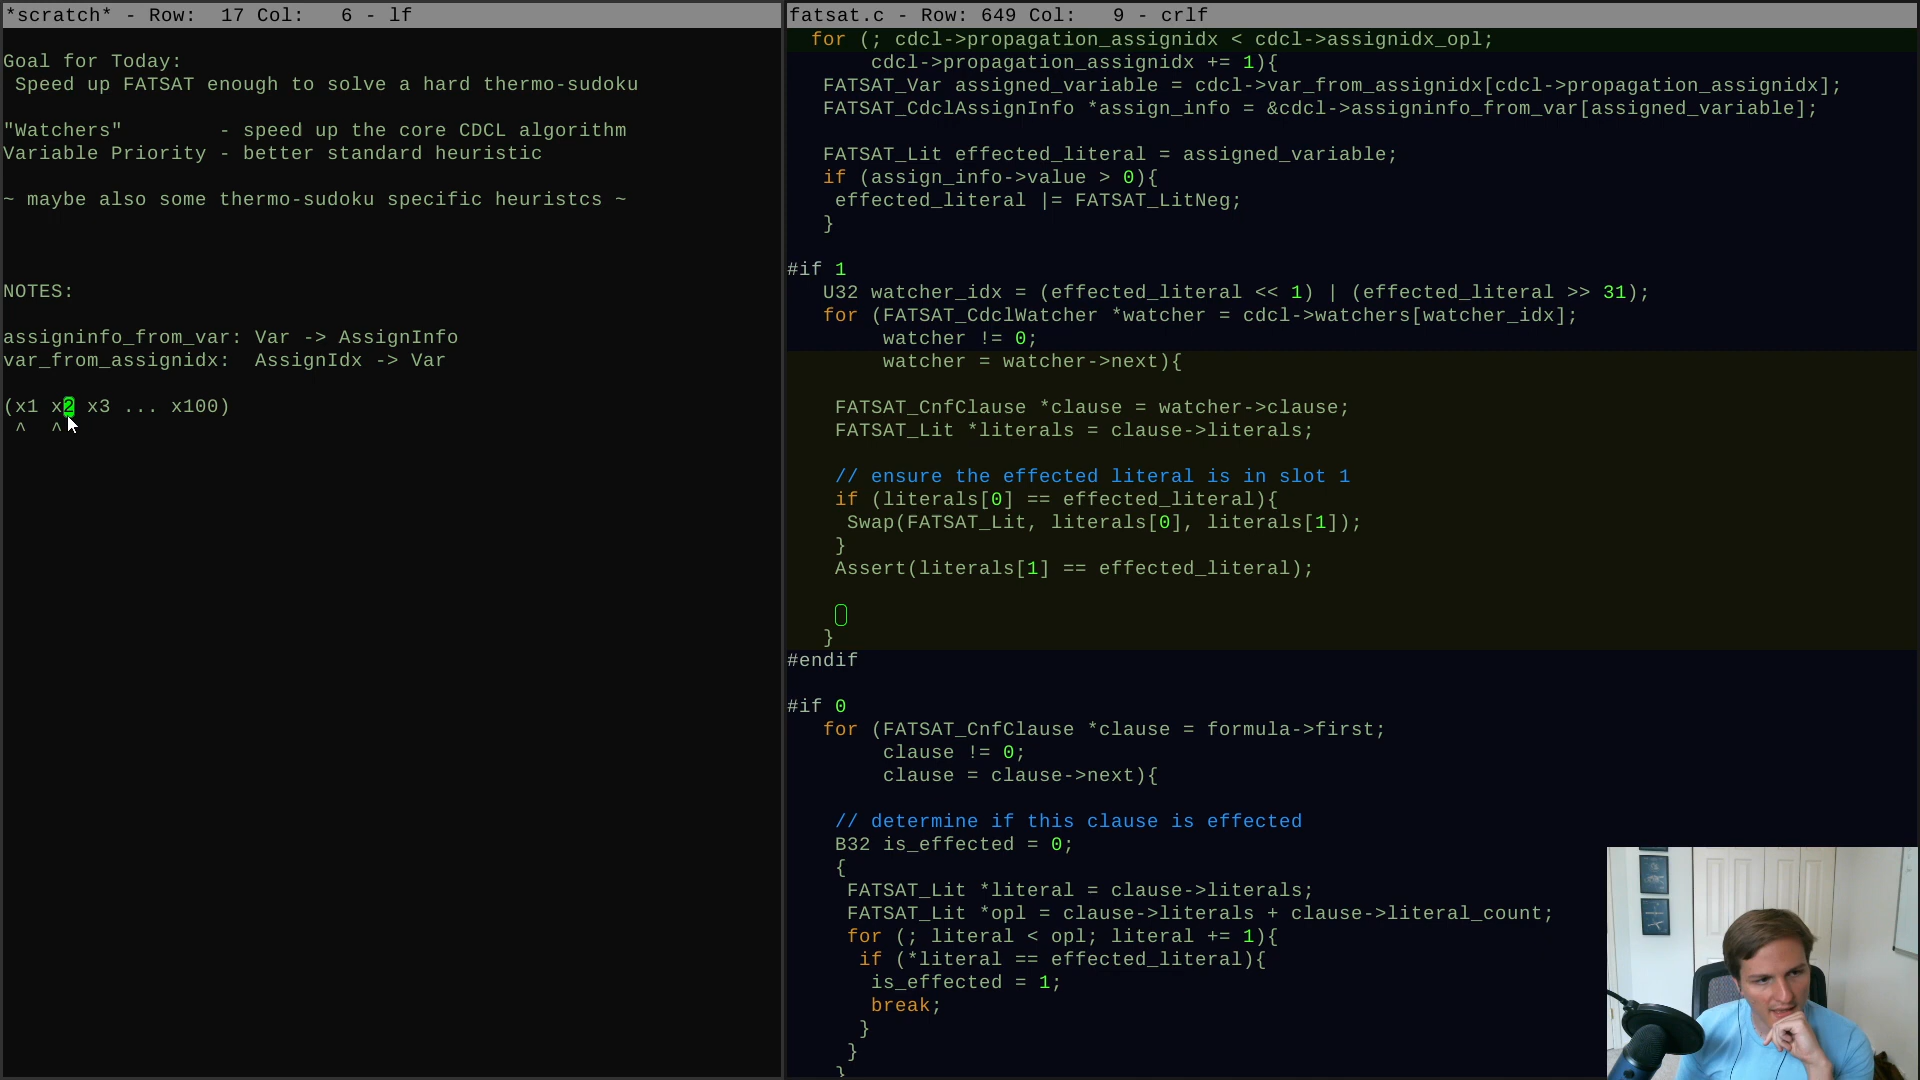 *scratch* - Row:  17 Col:   6 - lf
Goal for Today:
Speed up FATSAT enough to solve a hard thermo-sudoku
"Watchers"        - speed up the core CDCL algorithm
Variable Priority - better standard heuristic
~ maybe also some thermo-sudoku specific heuristcs ~
NOTES:
assigninfo_from_var: Var -> AssignInfo
var_from_assignidx:  AssignIdx -> Var
(x1 x2 x3 ... x100)
^  ^
fatsat.c - Row: 649 Col:   9 - crlf
for (; cdcl->propagation_assignidx < cdcl->assignidx_opl;
cdcl->propagation_assignidx += 1){
FATSAT_Var assigned_variable = cdcl->var_from_assignidx[cdcl->propagation_assignidx];
FATSAT_CdclAssignInfo *assign_info = &cdcl->assigninfo_from_var[assigned_variable];
FATSAT_Lit effected_literal = assigned_variable;
if (assign_info->value > 0){
effected_literal |= FATSAT_LitNeg;
}
#if 1
U32 watcher_idx = (effected_literal << 1) | (effected_literal >> 31);
for (FATSAT_CdclWatcher *watcher = cdcl->watchers[watcher_idx];
watcher != 0;
watcher = watcher->next){
FATSAT_CnfClause *clause = watcher->clause;
FATSAT_Lit *literals = clause->literals;
// ensure the effected literal is in slot 1
if (literals[0] == effected_literal){
Swap(FATSAT_Lit, literals[0], literals[1]);
}
Assert(literals[1] == effected_literal);
}
#endif
#if 0
for (FATSAT_CnfClause *clause = formula->first;
clause != 0;
clause = clause->next){
// determine if this clause is effected
B32 is_effected = 0;
{
FATSAT_Lit *literal = clause->literals;
FATSAT_Lit *opl = clause->literals + clause->literal_count;
for (; literal < opl; literal += 1){
if (*literal == effected_literal){
is_effected = 1;
break;
}
}
}